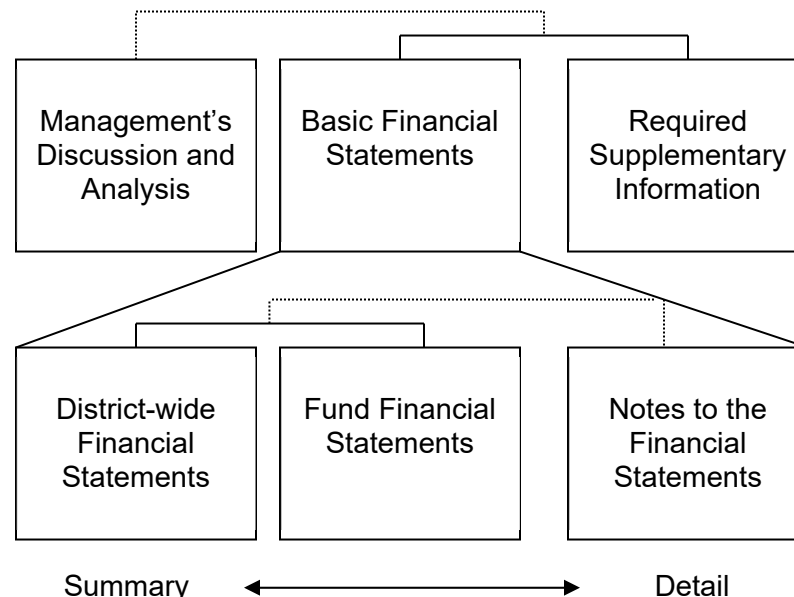 Management’s
Discussion and
Analysis
Basic Financial
Statements
Required
Supplementary
Information
District-wide
Financial
Statements
Fund Financial
Statements
Notes to the
Financial
Statements
Summary
Detail